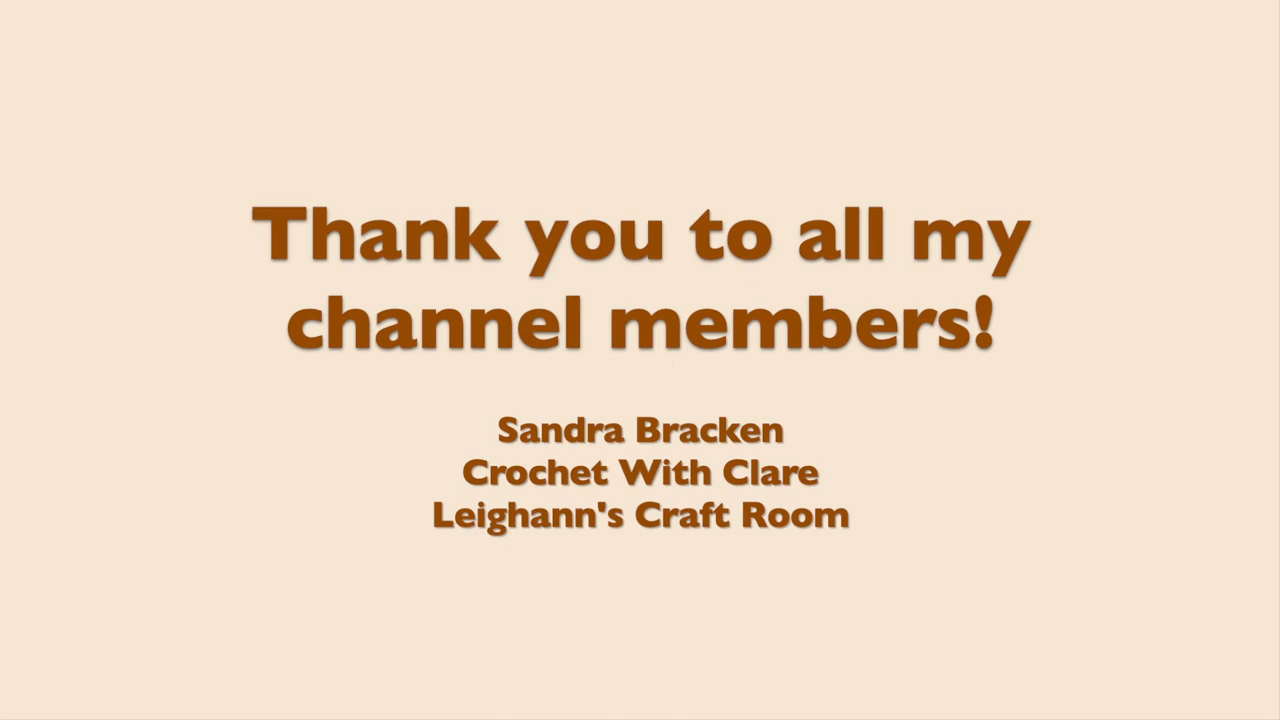 Thank you to all my
channel members!
Sandra Bracken
Crochet With Clare
Leighann's Craft Room